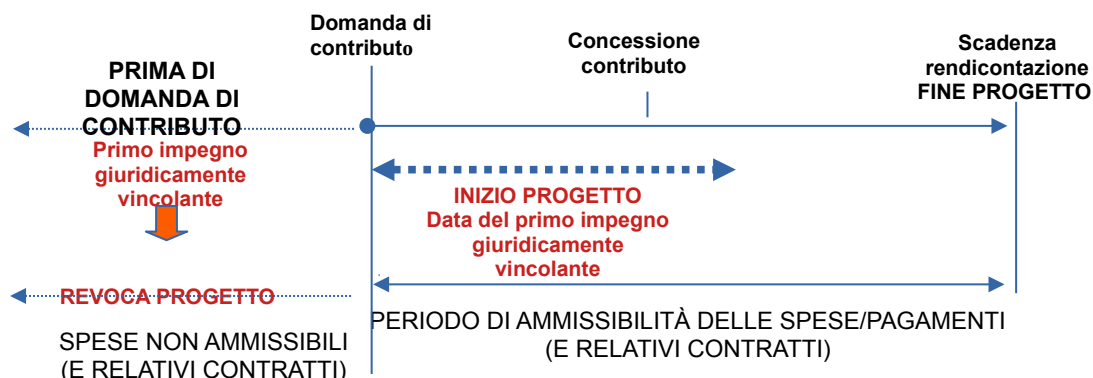 Domanda di
contributo
Concessione
contributo
Scadenza
rendicontazione
FINE PROGETTO
PRIMA DI
DOMANDA DI
CONTRIBUTO
Primo impegno
giuridicamente
vincolante
INIZIO PROGETTO
Data del primo impegno
giuridicamente
vincolante
REVOCA PROGETTO
SPESE NON AMMISSIBILI
(E RELATIVI CONTRATTI)
PERIODO DI AMMISSIBILITÀ DELLE SPESE/PAGAMENTI
(E RELATIVI CONTRATTI)